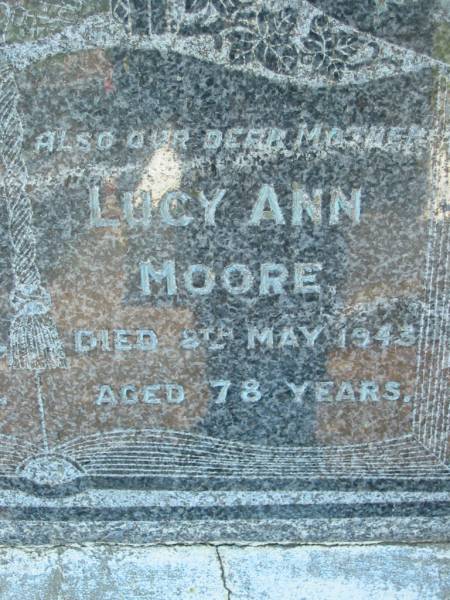 ALSO OUR DEAR MOTHER
LUCY ANN
MOORE
DIED 8TH MAY 1943
AGED 78 YEARS.